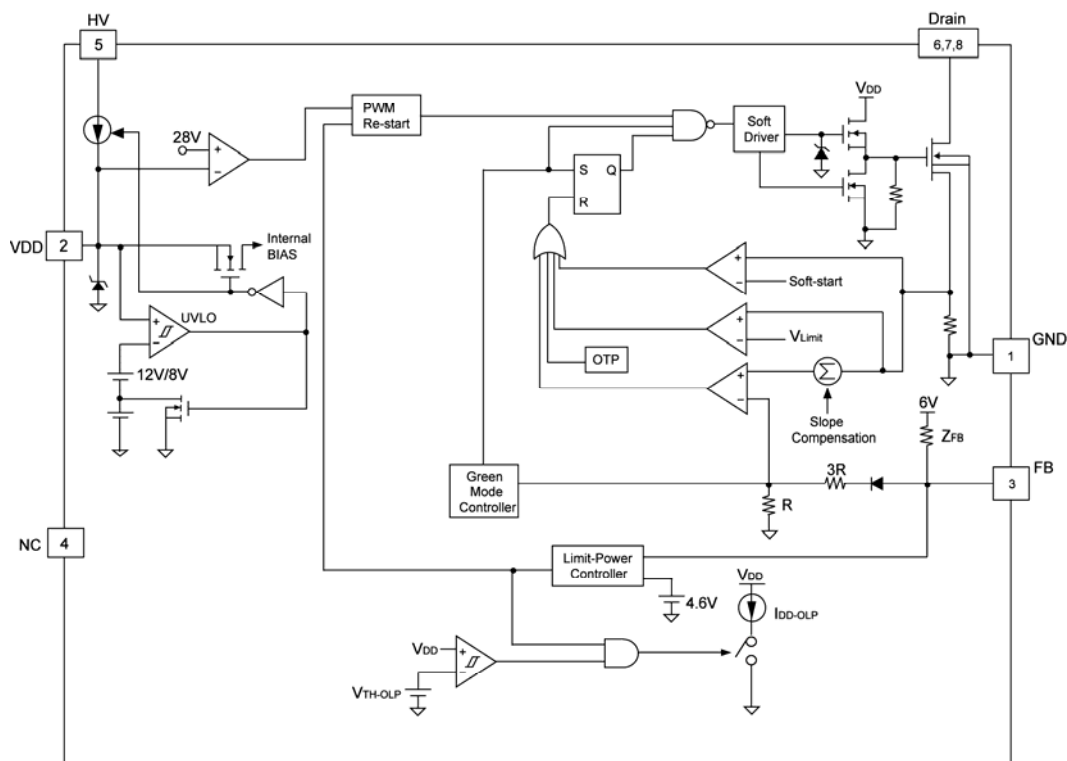 HV
5
Drain
6,7,8
28V
+
−
PWM
Re-start
VDD
Soft
Driver
S Q
R
VDD
2
Internal
BIAS
+
−
UVLO
12V/8V
+
−
Soft-start
+
−
VLimit
OTP
+
−
Σ
Slope
Compensation
GND
1
6V
ZFB
FB
3
3R
R
Green
Mode
Controller
NC
4
Limit-Power
Controller
4.6V
VDD
IDD-OLP
VDD
+
−
VTH-OLP